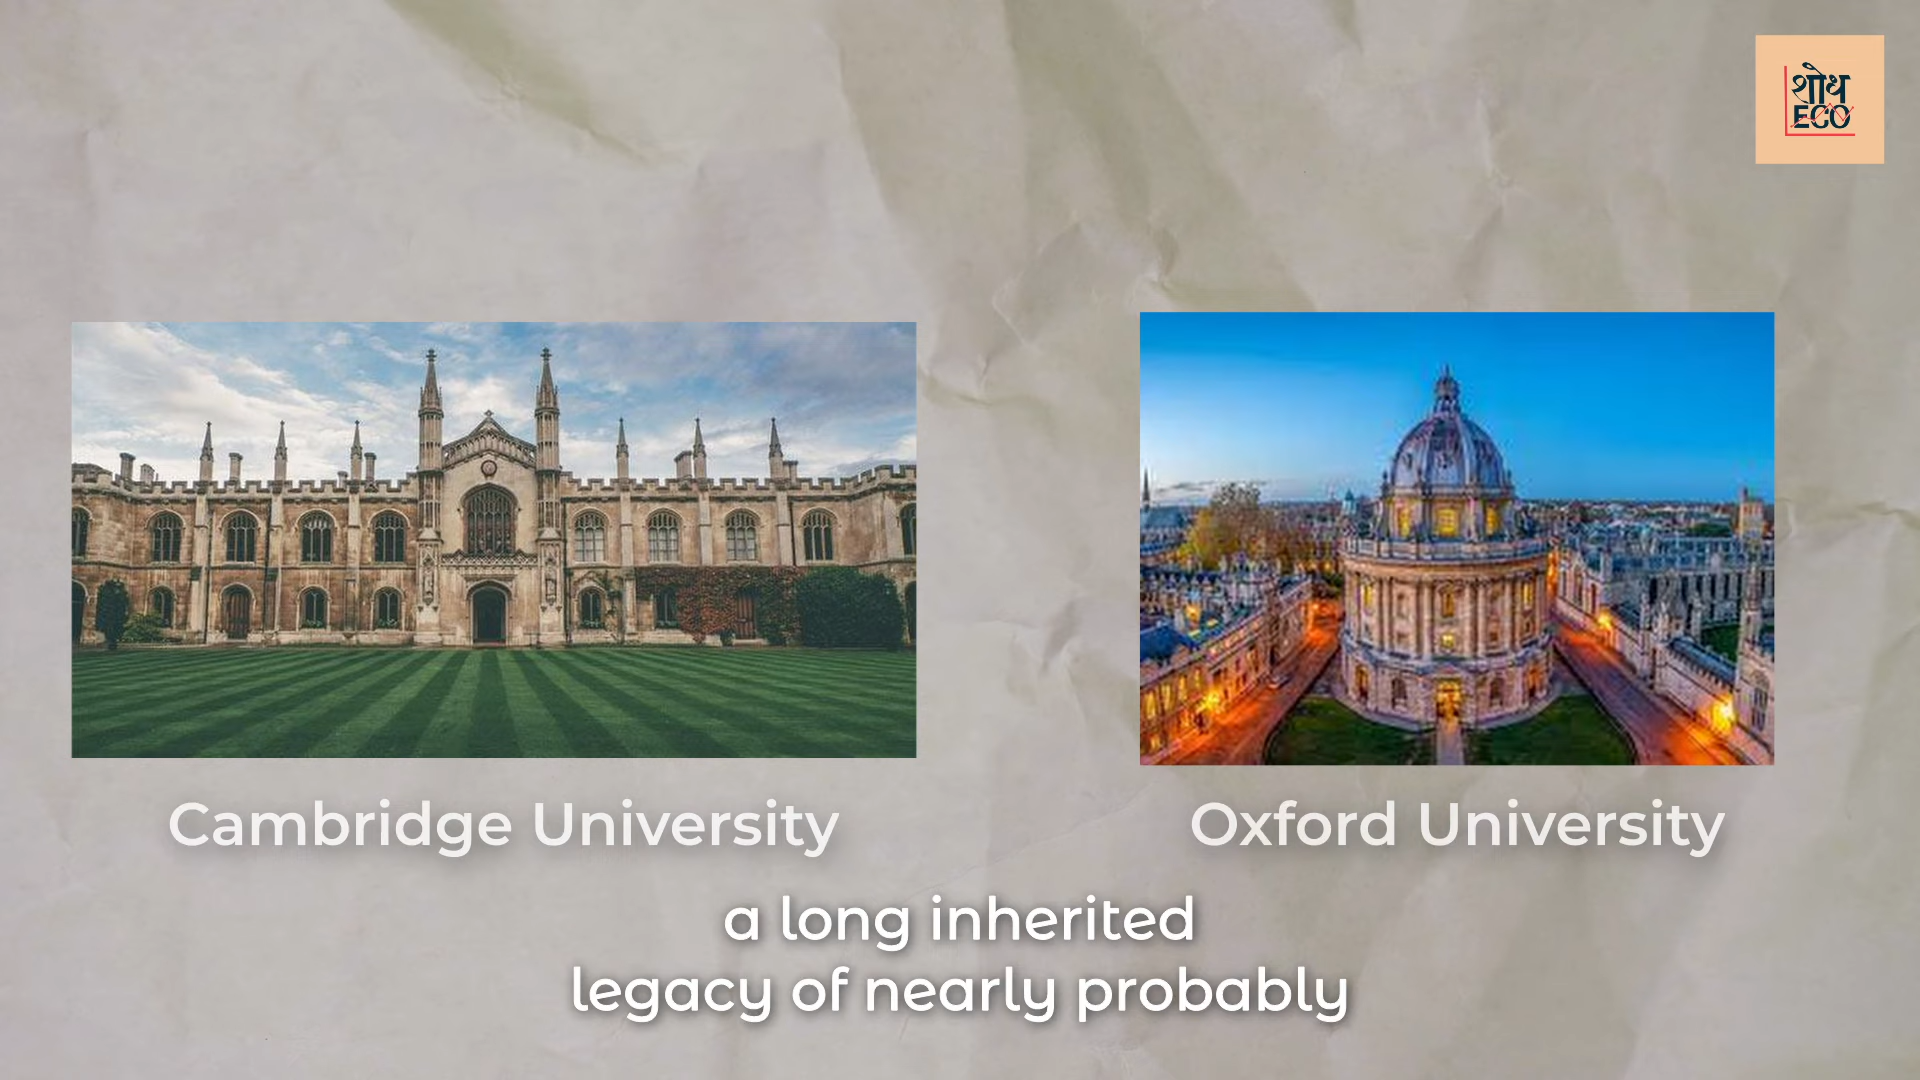 शोध
ECO
Cambridge University
Oxford University
a long inherited
legacy of nearly probably